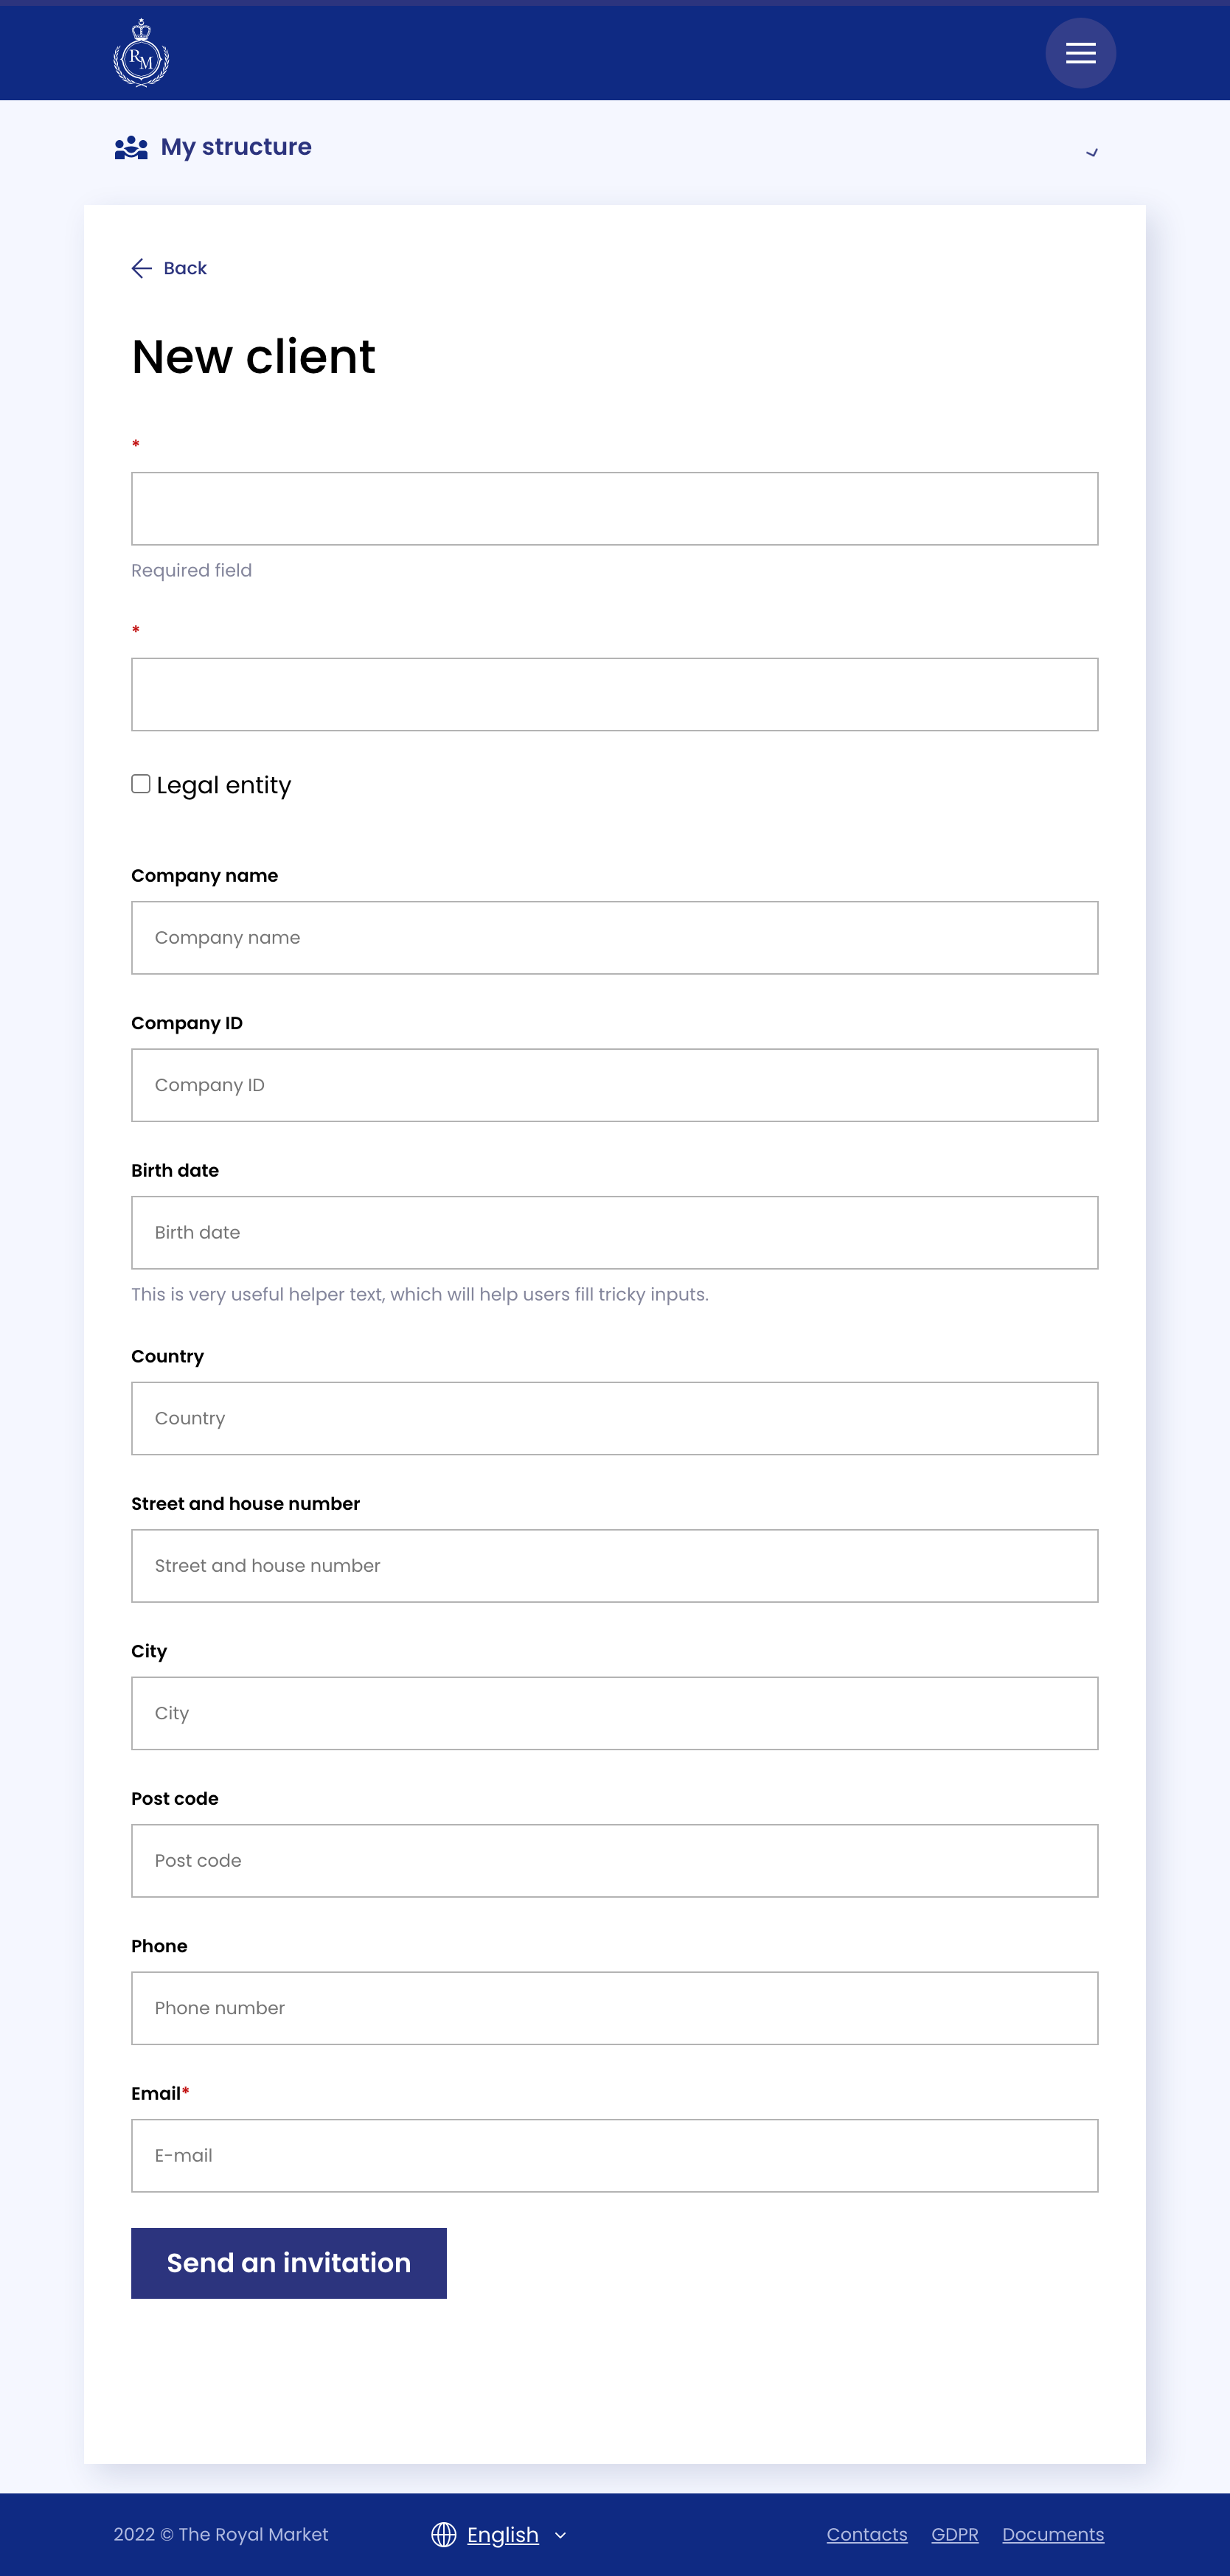 RM
My structure
Back
New client
*
Required field
*
Legal entity
Company name
Company name
Company ID
Company ID
Birth date
Birth date
This is very useful helper text, which will help users fill tricky inputs.
Country
Country
Street and house number
Street and house number
City
City
Post code
Post code
Phone
Phone number
Email*
E-mail
Send an invitation
2022 © The Royal Market English Contacts GDPR Documents